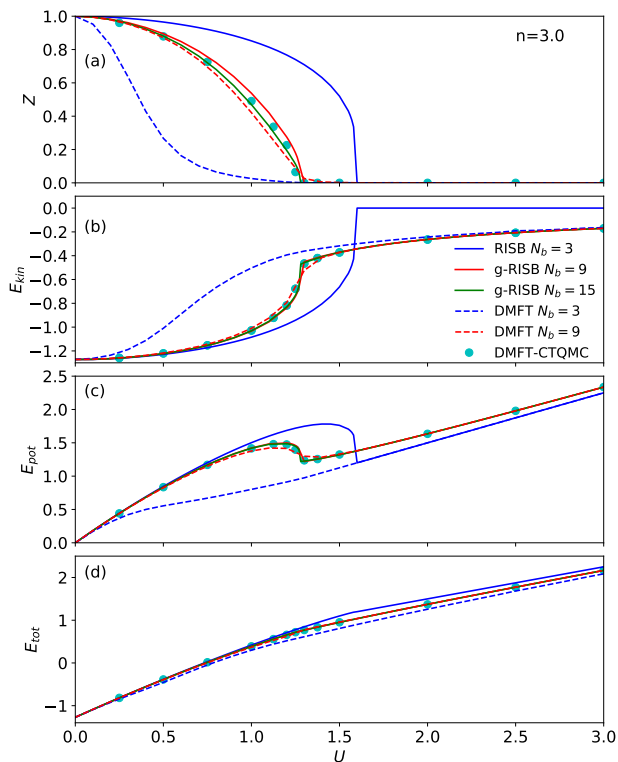 1.0
0.8
0.6
0.4
0.2
0.0
Z
(a)
n=3.0
0.0
−0.2
−0.4
−0.6
−0.8
−1.0
−1.2
E_kin
(b)
RISB N_b = 3
g-RISB N_b = 9
g-RISB N_b = 15
DMFT N_b = 3
DMFT N_b = 9
DMFT-CTQMC
2.5
2.0
1.5
1.0
0.5
0.0
E_pot
(c)
2
1
0
−1
E_tot
(d)
0.0 0.5 1.0 1.5 2.0 2.5 3.0
U